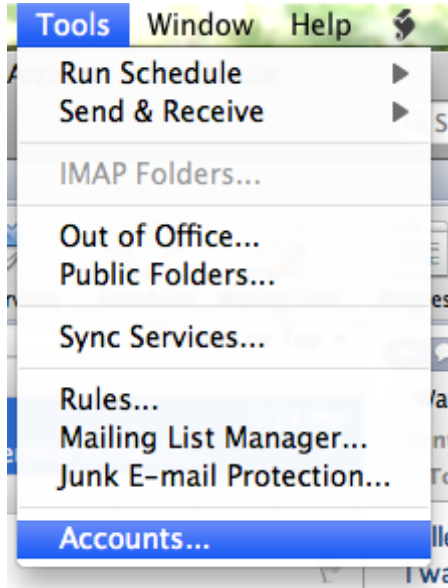 Tools Window Help
Run Schedule
Send & Receive
IMAP Folders...
Out of Office...
Public Folders...
Sync Services...
Rules...
Mailing List Manager...
Junk E-mail Protection...
Accounts...
I wa